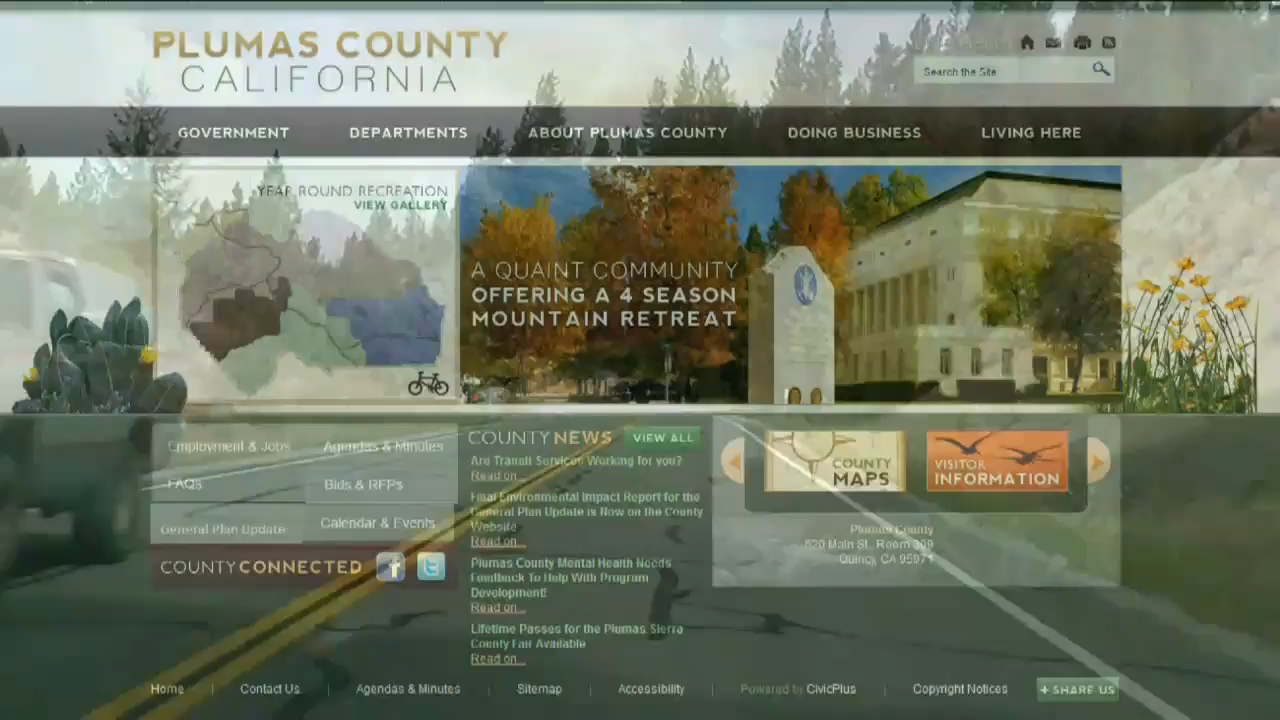 PLUMAS COUNTY
CALIFORNIA
Search the Site
GOVERNMENT DEPARTMENTS ABOUT PLUMAS COUNTY DOING BUSINESS LIVING HERE
YEAR ROUND RECREATION
VIEW GALLERY
A QUAINT COMMUNITY
OFFERING A 4 SEASON
MOUNTAIN RETREAT
Employment & Jobs Agendas & Minutes
FAQs Bids & RFPs
General Plan Update Calendar & Events
COUNTY CONNECTED
COUNTY NEWS VIEW ALL
Are Transit Services Working for you?
Read on...
Final Environmental Impact Report for the
General Plan Update is Now on the County
Website
Read on...
Plumas County Mental Health Needs
Feedback To Help With Program
Development!
Read on...
Lifetime Passes for the Plumas Sierra
County Fair Available
Read on...
COUNTY
MAPS
VISITOR
INFORMATION
Plumas County
520 Main St., Room 309
Quincy, CA 95971
Home Contact Us Agendas & Minutes Sitemap Accessibility Powered by CivicPlus Copyright Notices + SHARE US